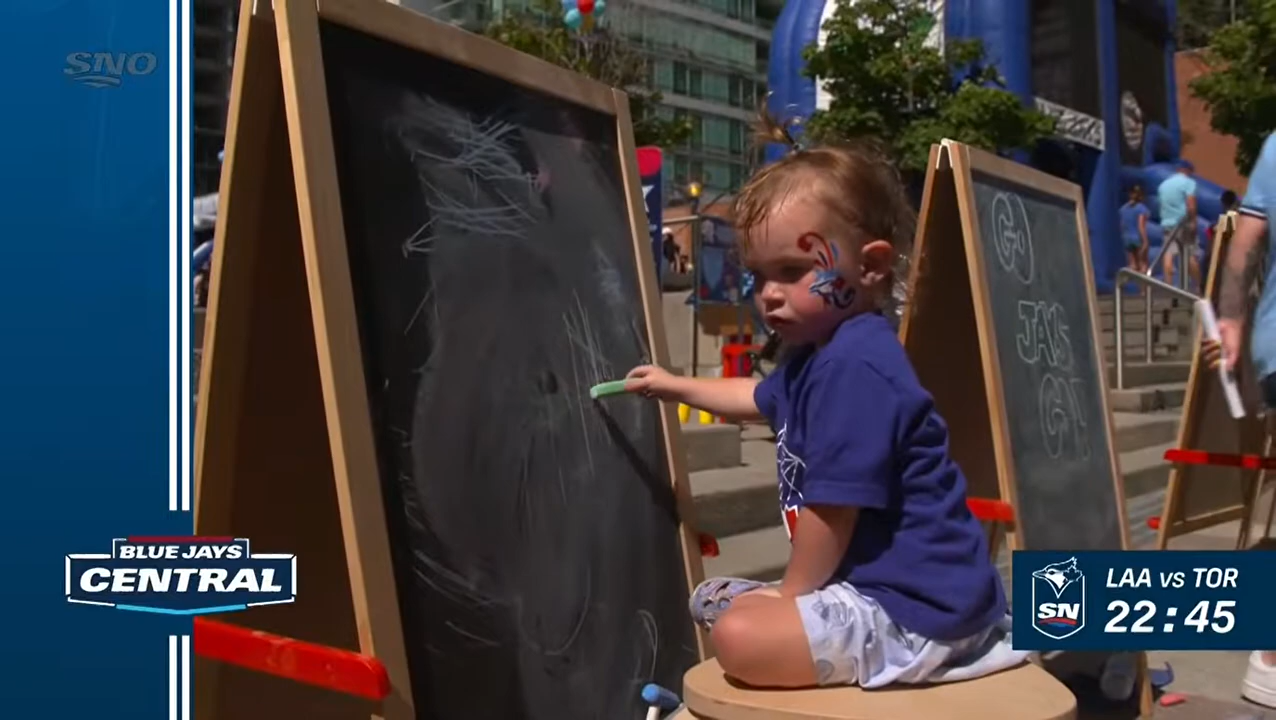 SNO
BLUE JAYS
CENTRAL
GO
JAYS
GO!
SN
LAA vs TOR
22:45